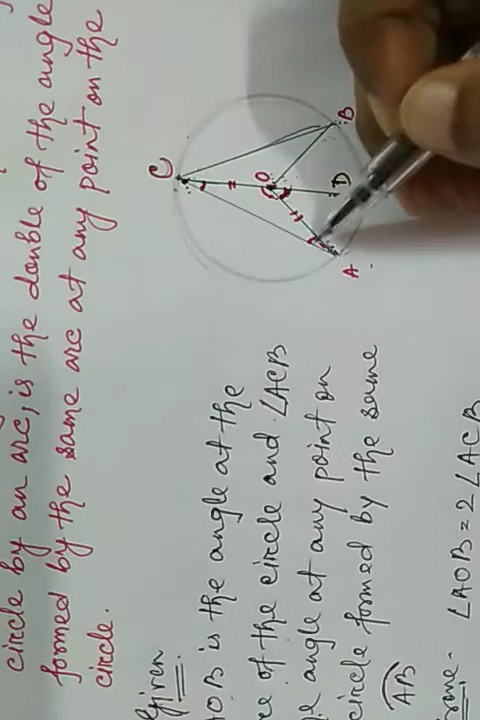 circle by an arc, is the double of the angle
formed by the same arc at any point on the
circle.
Given
AOB is the angle at the
of the circle and ∠ACB
angle at any point on
circle formed by the same
AB
∠AOB = 2 ∠ACB
C
O
B
D
A